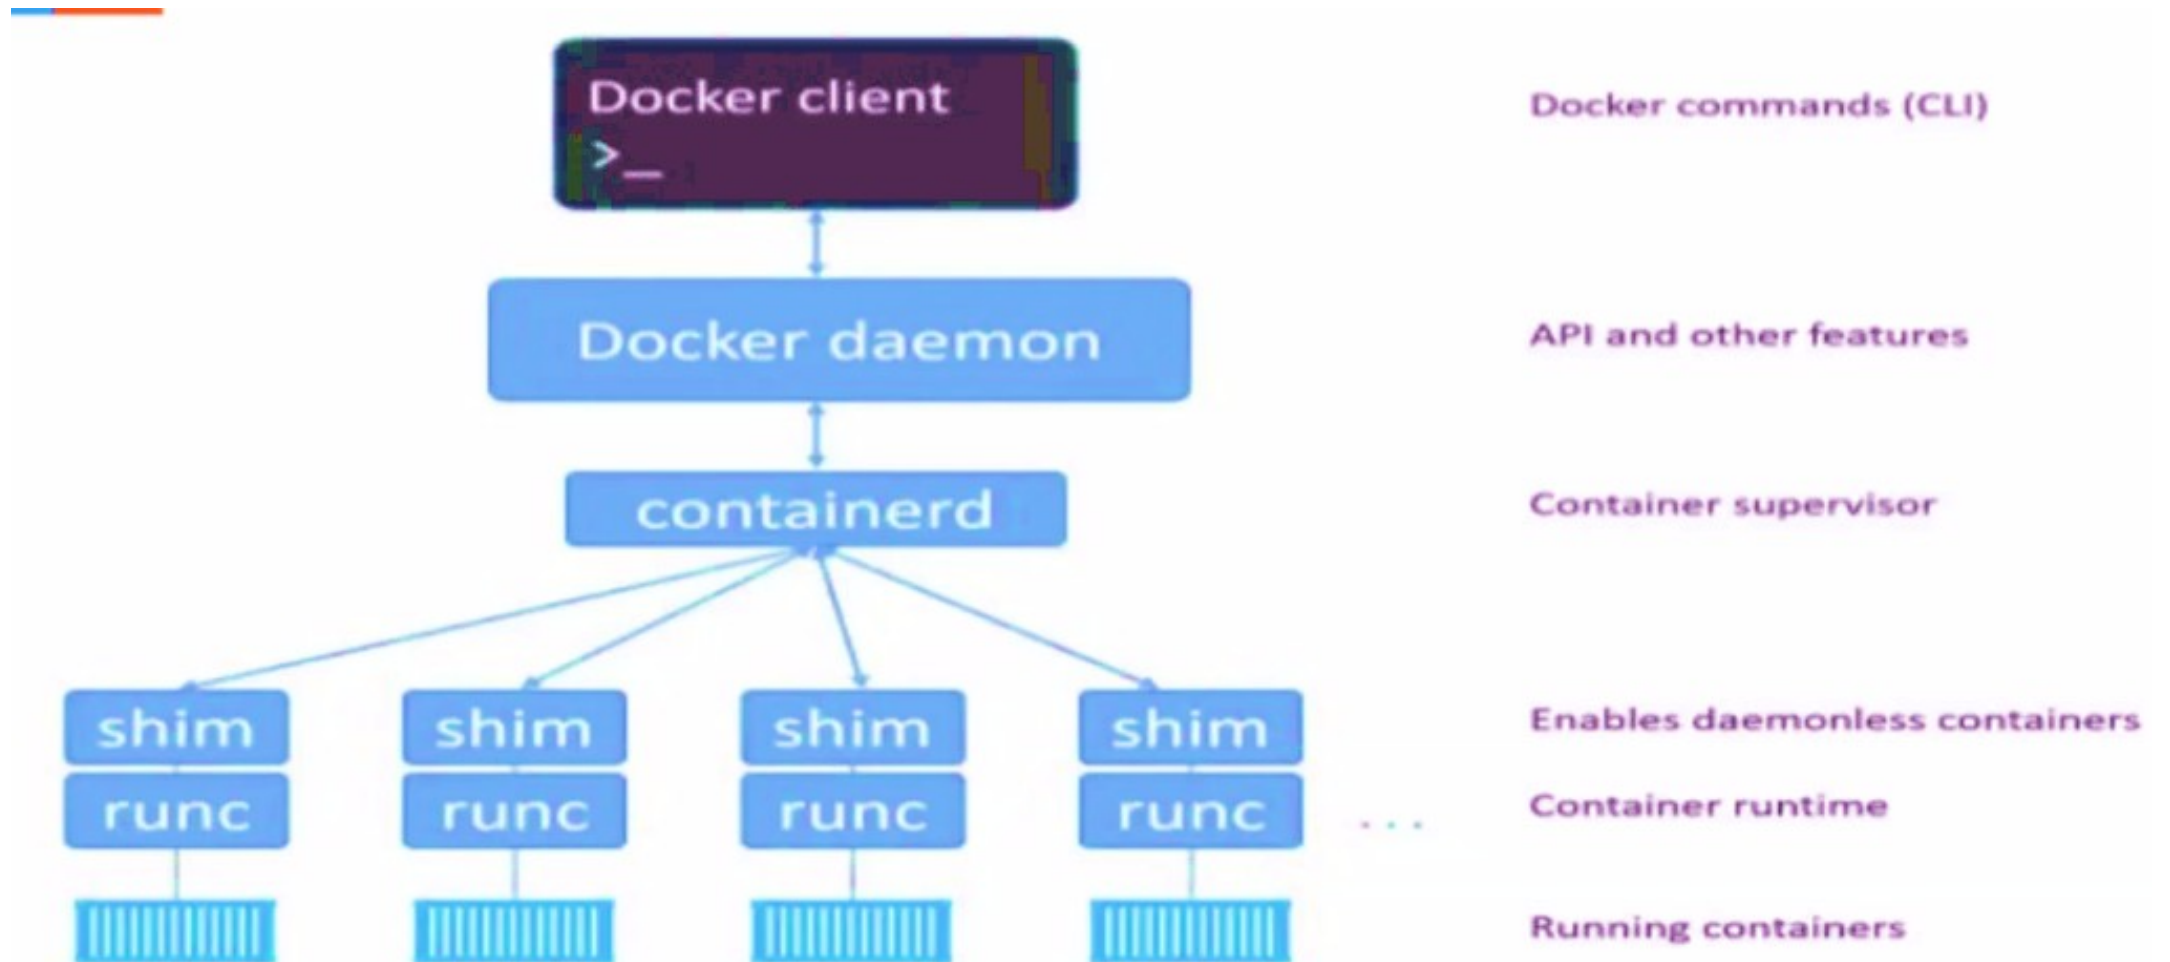 Docker client
>_
Docker commands (CLI)
Docker daemon
API and other features
containerd
Container supervisor
shim shim shim shim
Enables daemonless containers
runc runc runc runc ...
Container runtime
Running containers